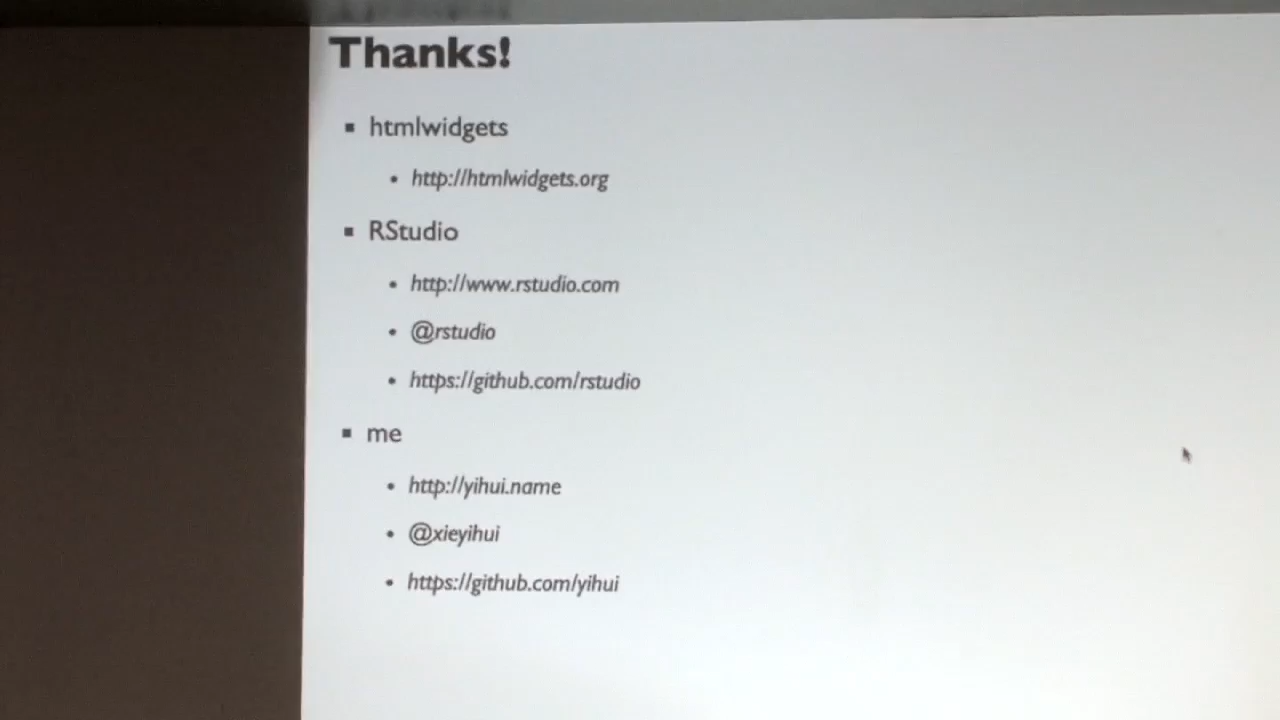 Thanks!
htmlwidgets
http://htmlwidgets.org
RStudio
http://www.rstudio.com
@rstudio
https://github.com/rstudio
me
http://yihui.name
@xieyihui
https://github.com/yihui